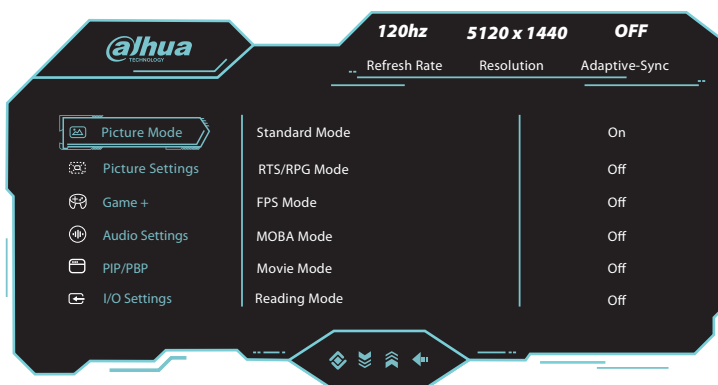 alhua
TECHNOLOGY
120hz 5120 x 1440 OFF
Refresh Rate Resolution Adaptive-Sync
Picture Mode Standard Mode On
Picture Settings RTS/RPG Mode Off
Game + FPS Mode Off
Audio Settings MOBA Mode Off
PIP/PBP Movie Mode Off
I/O Settings Reading Mode Off